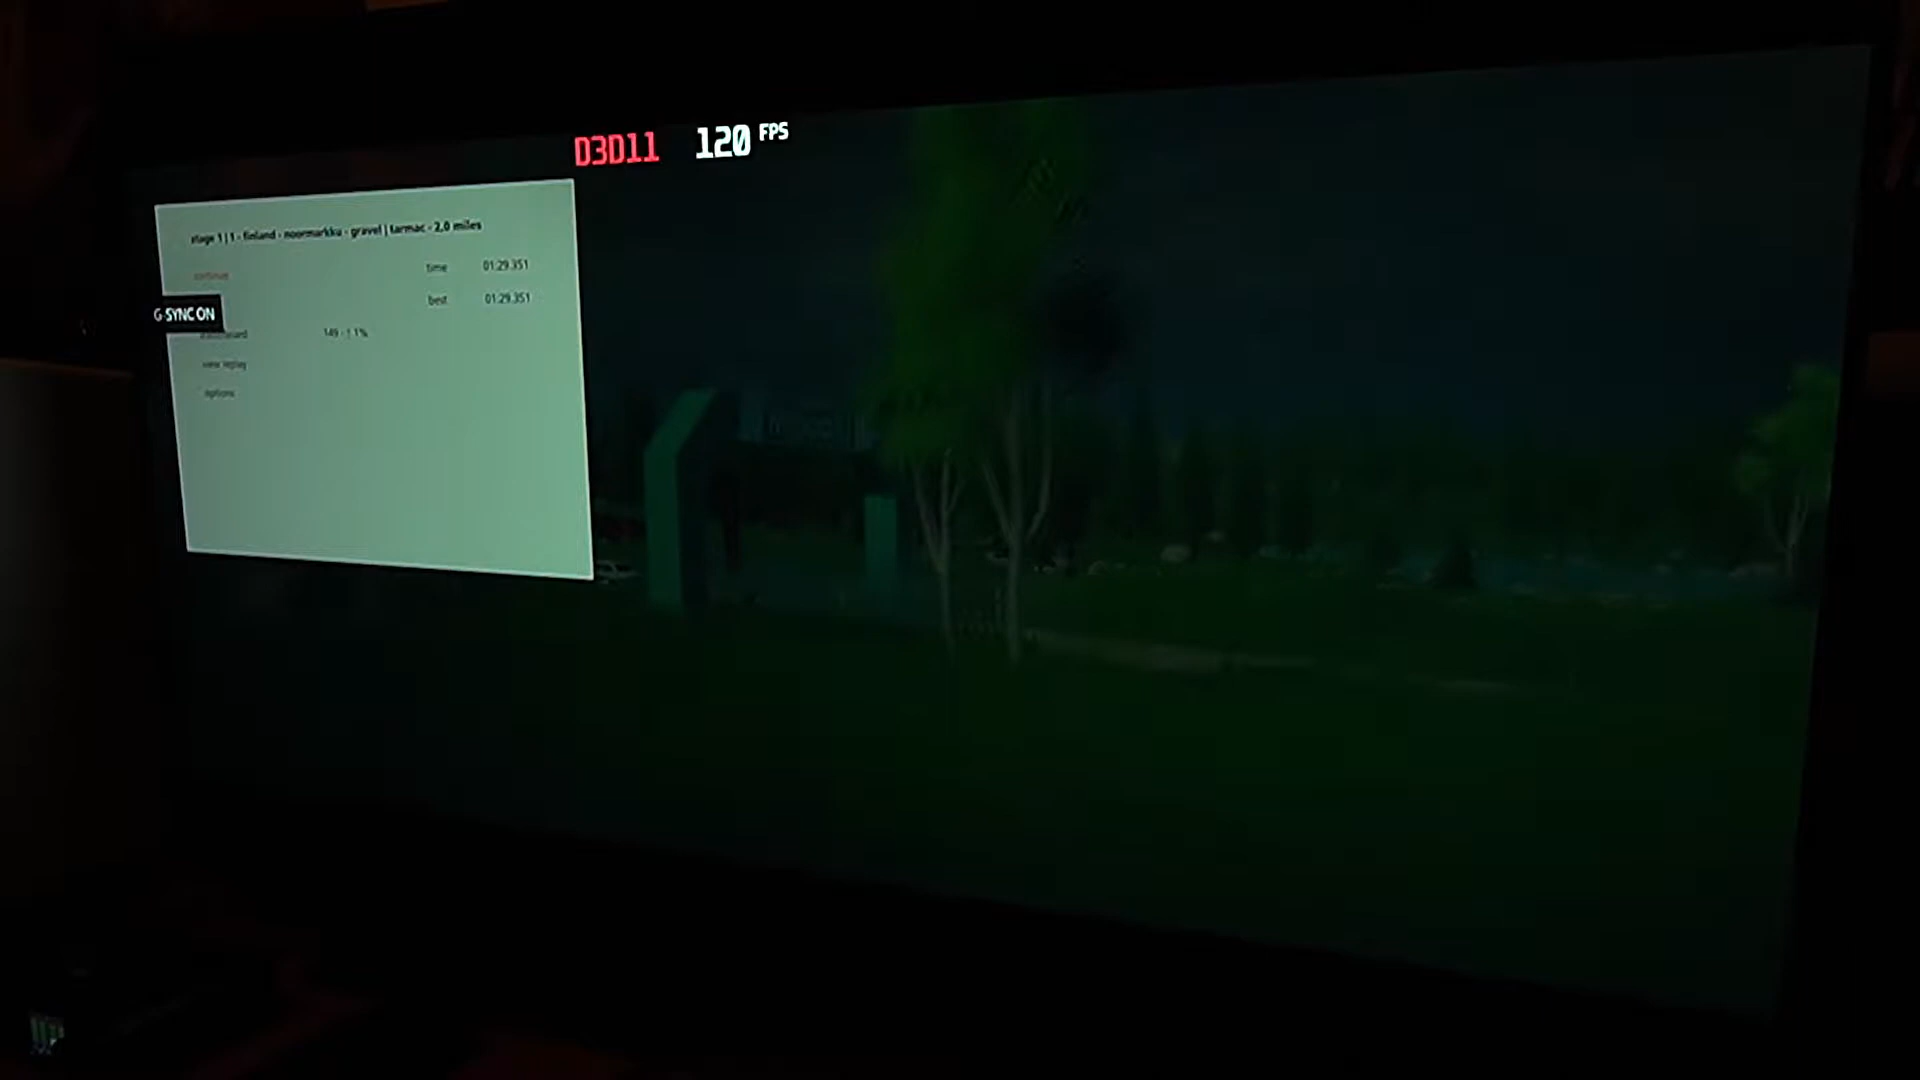 D3D11 120 FPS
stage 1 | 1 - finland - noormarkku - gravel | tarmac - 2,0 miles
continue
time 01:29.351
G-SYNC ON
best 01:29.351
view replay
options